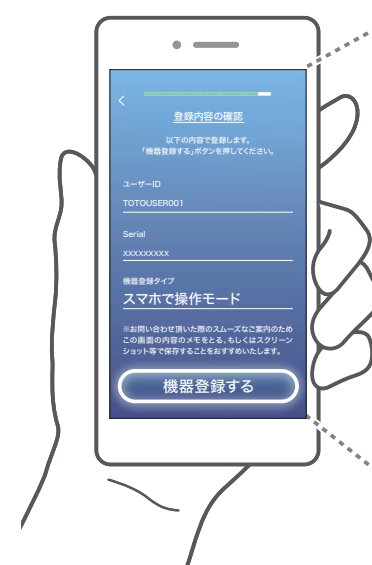 登録内容の確認
以下の内容で登録します。
「機器登録する」ボタンを押してください。
ユーザーID
TOTOUSER001
Serial
xxxxxxxxx
機器登録タイプ
スマホで操作モード
※お問い合わせ頂いた際のスムーズなご案内のため
この画面の内容のメモをとる、もしくはスクリーン
ショット等で保存することをおすすめいたします。
機器登録する